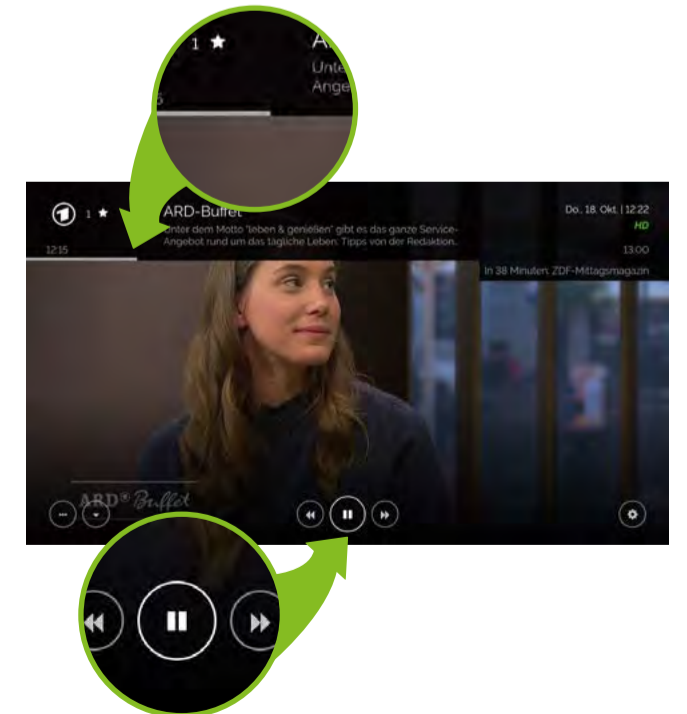 1 ★ A
Unte
Ange
15
1 1 ★ ARD-Buffet Do., 18. Okt. | 12:22
Unter dem Motto "leben & genießen" gibt es das ganze Service- HD
12:15 Angebot rund um das tägliche Leben. Tipps von der Redaktion... 13:00
In 38 Minuten: ZDF-Mittagsmagazin
ARD Buffet